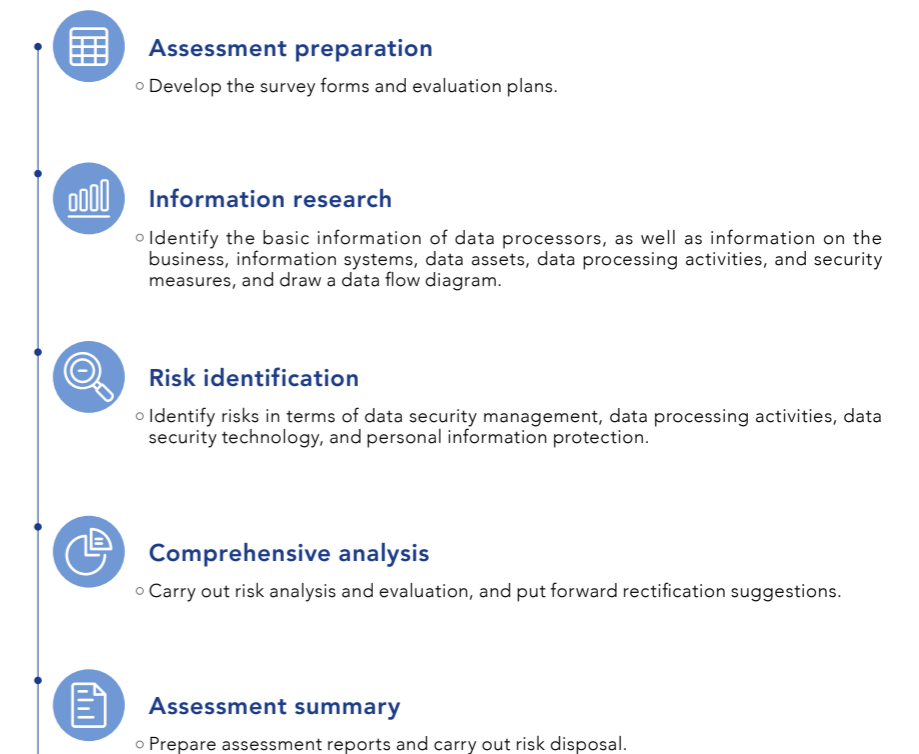 Assessment preparation
○ Develop the survey forms and evaluation plans.
Information research
○ Identify the basic information of data processors, as well as information on the
business, information systems, data assets, data processing activities, and security
measures, and draw a data flow diagram.
Risk identification
○ Identify risks in terms of data security management, data processing activities, data
security technology, and personal information protection.
Comprehensive analysis
○ Carry out risk analysis and evaluation, and put forward rectification suggestions.
Assessment summary
○ Prepare assessment reports and carry out risk disposal.